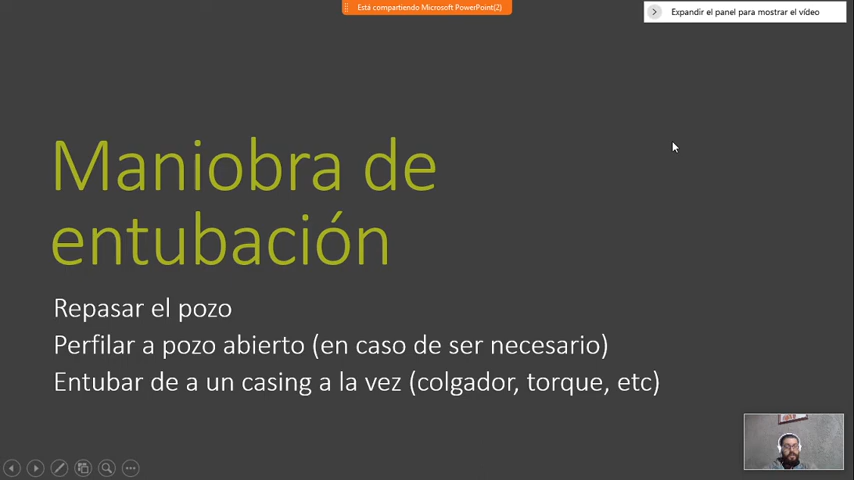 Está compartiendo Microsoft PowerPoint(2)
Expandir el panel para mostrar el vídeo
Maniobra de
entubación
Repasar el pozo
Perfilar a pozo abierto (en caso de ser necesario)
Entubar de a un casing a la vez (colgador, torque, etc)